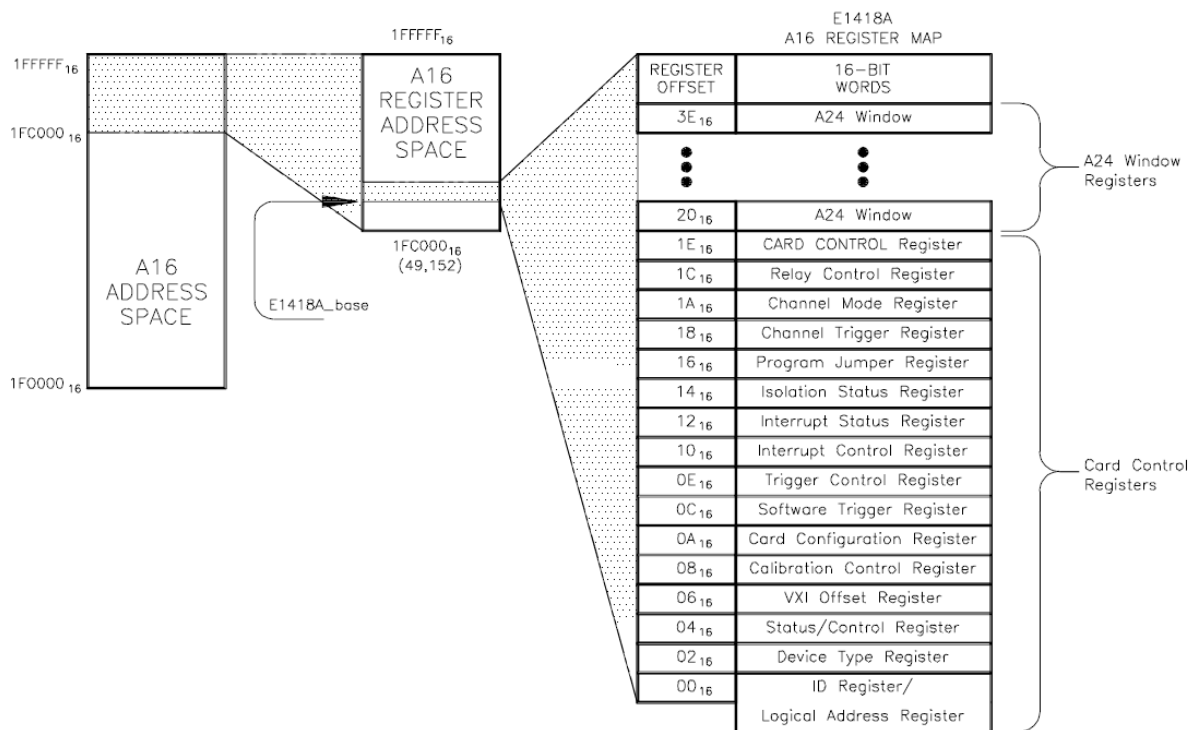 E1418A
A16 REGISTER MAP
1FFFFF16
1FFFFF16
1FC00016
1F000016
A16
ADDRESS
SPACE
A16
REGISTER
ADDRESS
SPACE
1FC00016
(49,152)
E1418A_base
REGISTER OFFSET 16-BIT WORDS
3E16 A24 Window
2016 A24 Window
1E16 CARD CONTROL Register
1C16 Relay Control Register
1A16 Channel Mode Register
1816 Channel Trigger Register
1616 Program Jumper Register
1416 Isolation Status Register
1216 Interrupt Status Register
1016 Interrupt Control Register
0E16 Trigger Control Register
0C16 Software Trigger Register
0A16 Card Configuration Register
0816 Calibration Control Register
0616 VXI Offset Register
0416 Status/Control Register
0216 Device Type Register
0016 ID Register/
Logical Address Register
A24 Window
Registers
Card Control
Registers